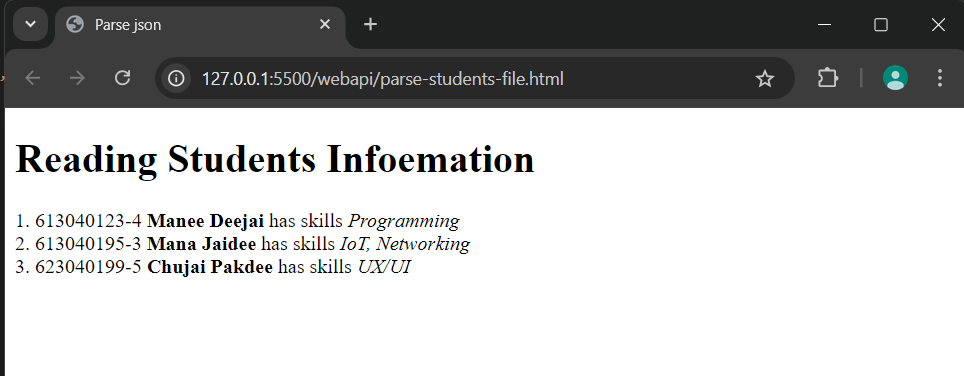 Parse json
127.0.0.1:5500/webapi/parse-students-file.html
Reading Students Infoemation
1. 613040123-4 Manee Deejai has skills Programming
2. 613040195-3 Mana Jaidee has skills IoT, Networking
3. 623040199-5 Chujai Pakdee has skills UX/UI